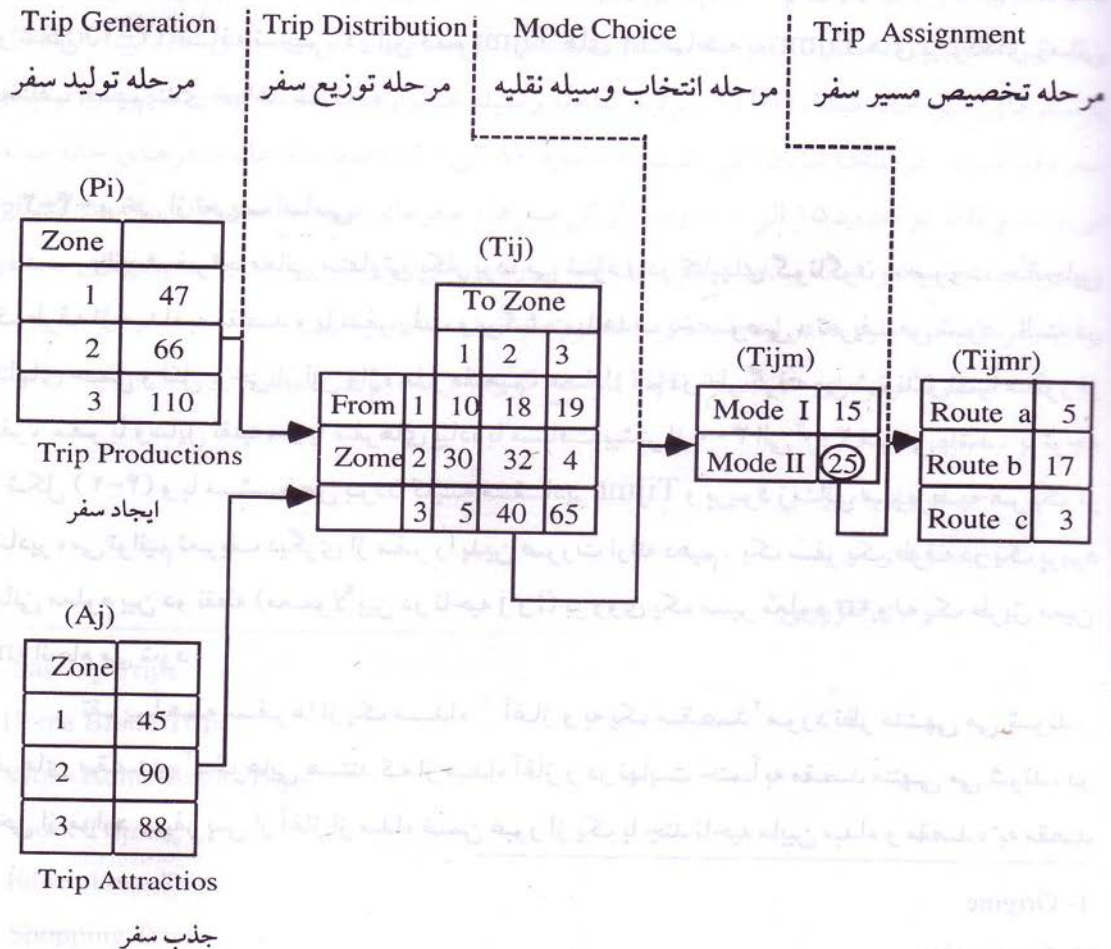 Trip Generation Trip Distribution Mode Choice Trip Assignment
مرحله تولید سفر مرحله توزیع سفر مرحله انتخاب وسیله نقلیه مرحله تخصیص مسیر سفر
(Pi)
Zone
1 47
2 66
3 110
Trip Productions
ایجاد سفر
(Aj)
Zone
1 45
2 90
3 88
Trip Attractios
جذب سفر
(Tij)
To Zone
1 2 3
From 1 10 18 19
Zome 2 30 32 4
3 5 40 65
(Tijm)
Mode I 15
Mode II 25
(Tijmr)
Route a 5
Route b 17
Route c 3